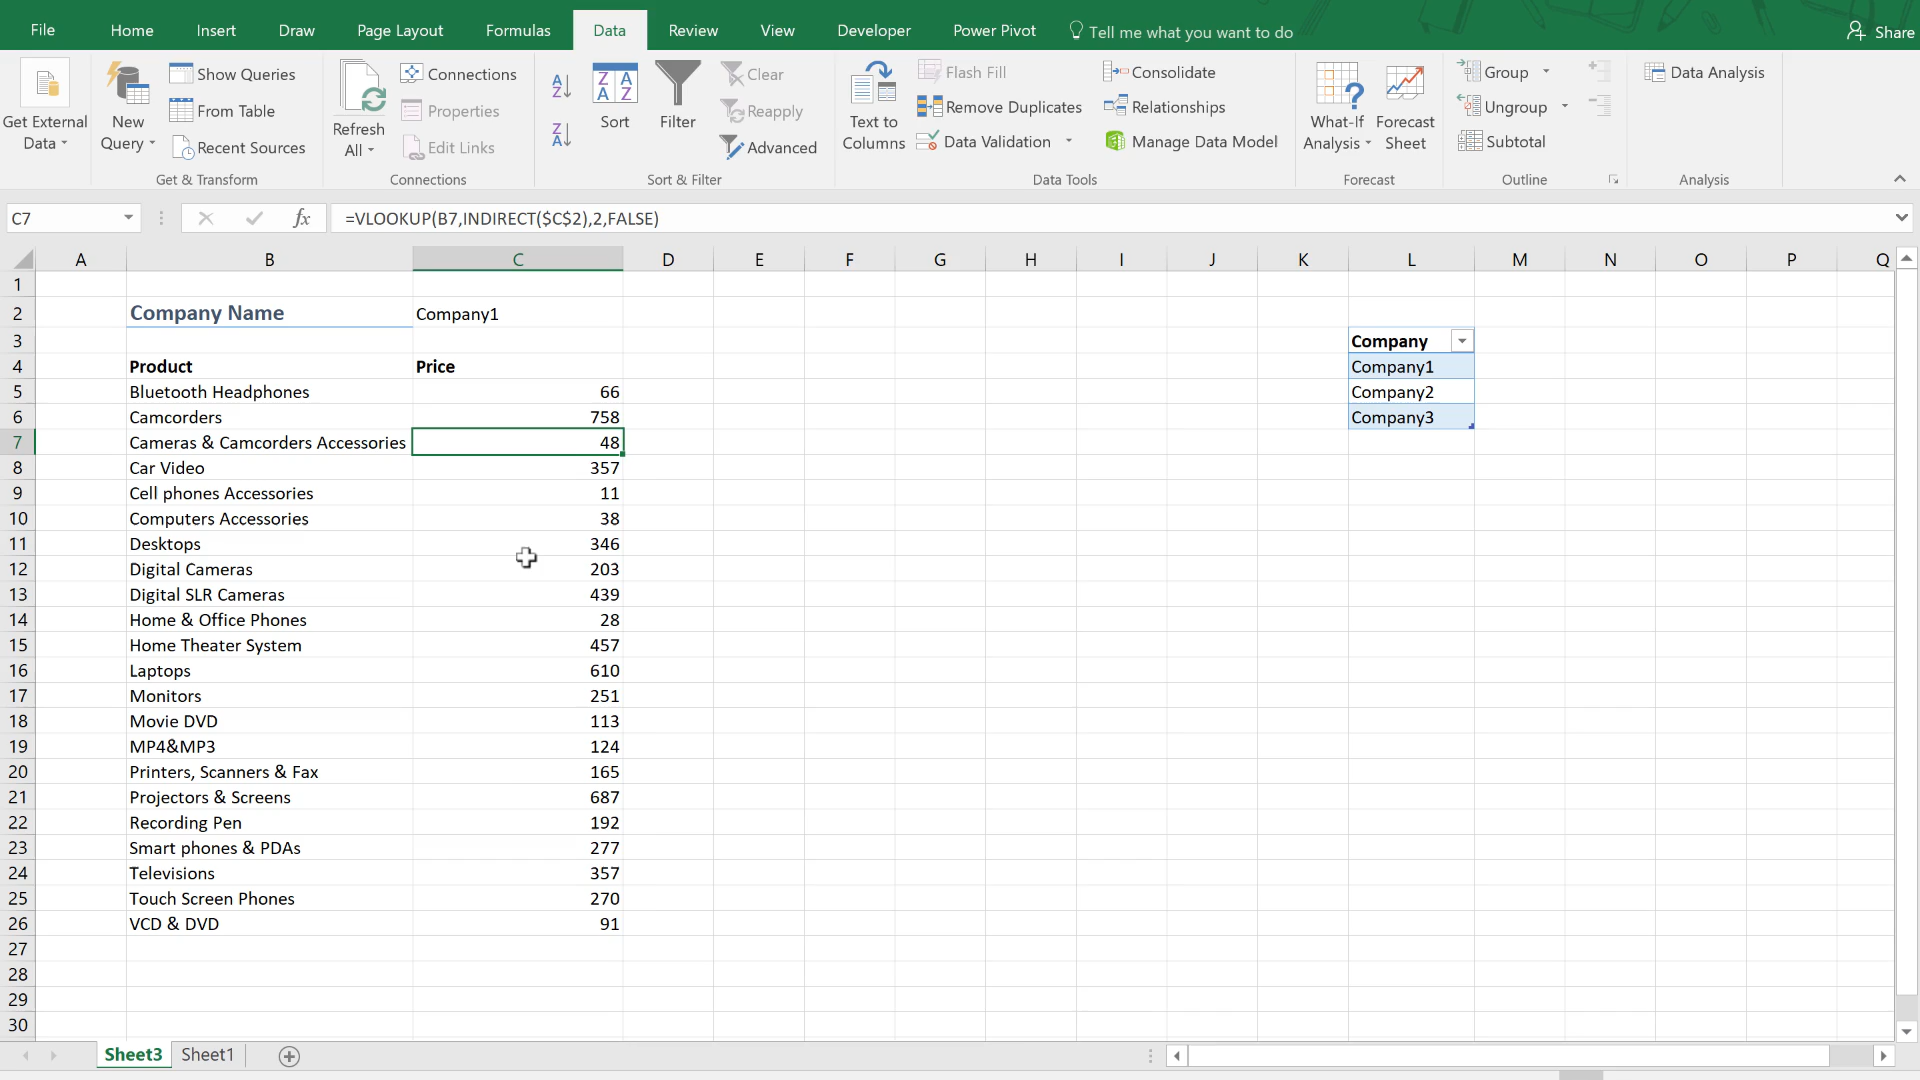 File Home Insert Draw Page Layout Formulas Data Review View Developer Power Pivot Tell me what you want to do Share
Get External Data
New Query
Show Queries
From Table
Recent Sources
Get & Transform
Refresh All
Connections
Properties
Edit Links
Connections
A Z
Z A
Z A A Z
Sort
Filter
Clear
Reapply
Advanced
Sort & Filter
Text to Columns
Flash Fill
Remove Duplicates
Data Validation
Consolidate
Relationships
Manage Data Model
Data Tools
What-If Analysis
Forecast Sheet
Forecast
Group
Ungroup
Subtotal
Outline
Data Analysis
Analysis
C7 fx =VLOOKUP(B7,INDIRECT($C$2),2,FALSE)
A B C D E F G H I J K L M N O P Q
1
2 Company Name Company1
3 Company
4 Product Price Company1
5 Bluetooth Headphones 66 Company2
6 Camcorders 758 Company3
7 Cameras & Camcorders Accessories 48
8 Car Video 357
9 Cell phones Accessories 11
10 Computers Accessories 38
11 Desktops 346
12 Digital Cameras 203
13 Digital SLR Cameras 439
14 Home & Office Phones 28
15 Home Theater System 457
16 Laptops 610
17 Monitors 251
18 Movie DVD 113
19 MP4&MP3 124
20 Printers, Scanners & Fax 165
21 Projectors & Screens 687
22 Recording Pen 192
23 Smart phones & PDAs 277
24 Televisions 357
25 Touch Screen Phones 270
26 VCD & DVD 91
27
28
29
30
Sheet3 Sheet1